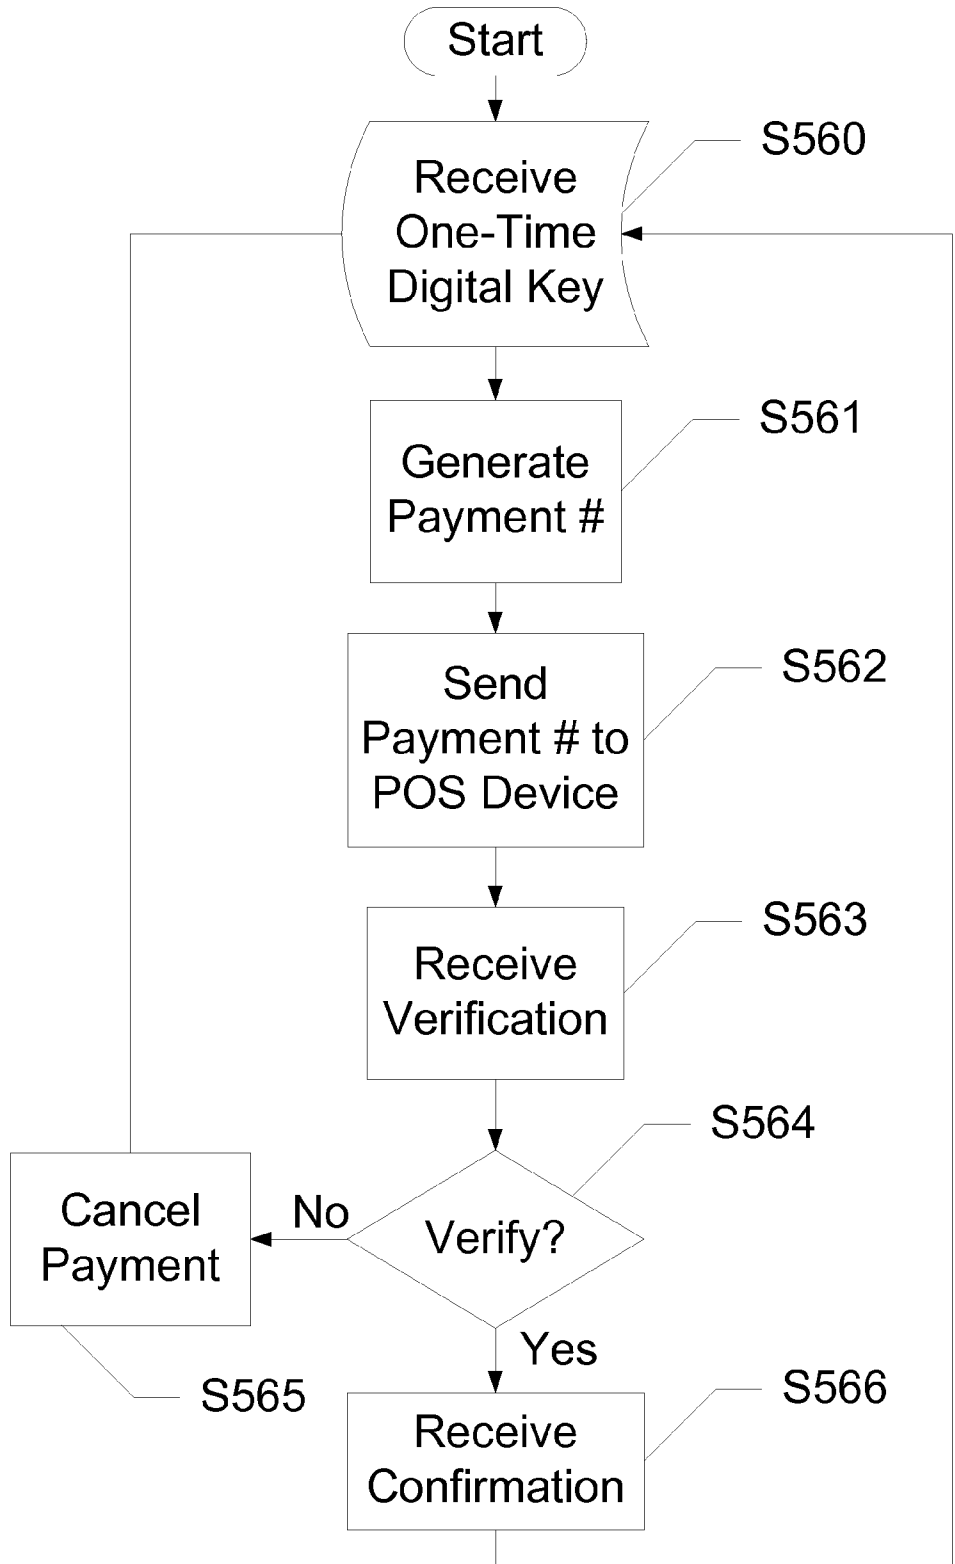 Start
S560
Receive
One-Time
Digital Key
S561
Generate
Payment #
S562
Send
Payment # to
POS Device
S563
Receive
Verification
S564
Verify?
No
Cancel
Payment
S565
Yes
S566
Receive
Confirmation